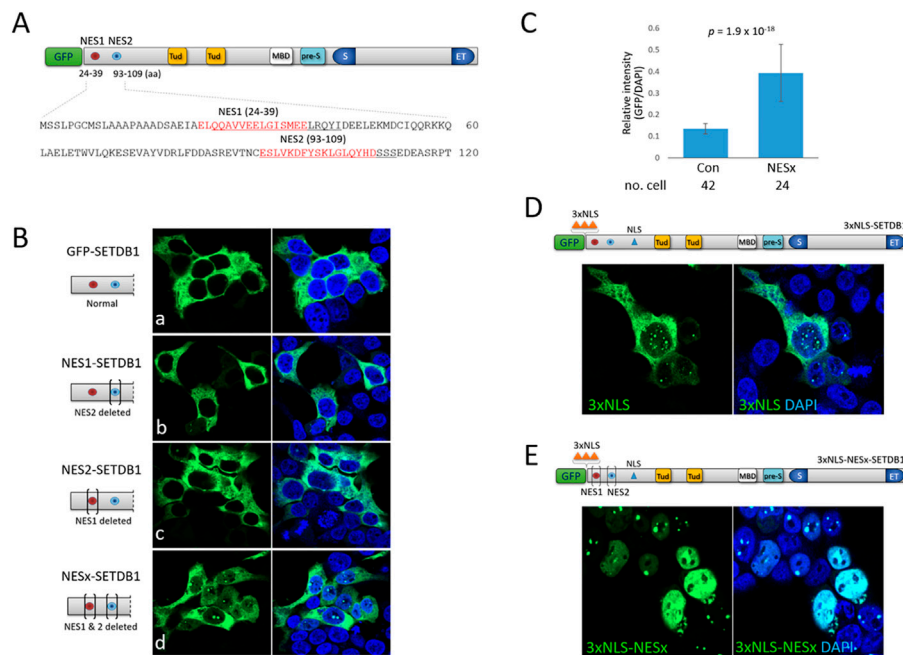 A
NES1 NES2
GFP Tud Tud MBD pre-S S ET
24-39 93-109 (aa)
NES1 (24-39)
MSSLPGCMSLAAAPAAADSAEIAELQQAVVEELGISMEELRQYIDEELEKMDCIQQRKKQ 60
NES2 (93-109)
LAELETWVLQKESEVAYVDRLFDDASREVTNCESLVKDFYSKLGLQYHDSSSEDEASRPT 120
B
GFP-SETDB1
Normal
a
NES1-SETDB1
NES2 deleted
b
NES2-SETDB1
NES1 deleted
c
NESx-SETDB1
NES1 & 2 deleted
d
C
p = 1.9 x 10-18
Relative intensity
(GFP/DAPI)
0.6
0.5
0.4
0.3
0.2
0.1
0
Con NESx
no. cell 42 24
D
3xNLS
NLS
3xNLS-SETDB1
GFP Tud Tud MBD pre-S S ET
3xNLS
3xNLS DAPI
E
3xNLS
NLS
3xNLS-NESx-SETDB1
GFP Tud Tud MBD pre-S S ET
NES1 NES2
3xNLS-NESx
3xNLS-NESx DAPI